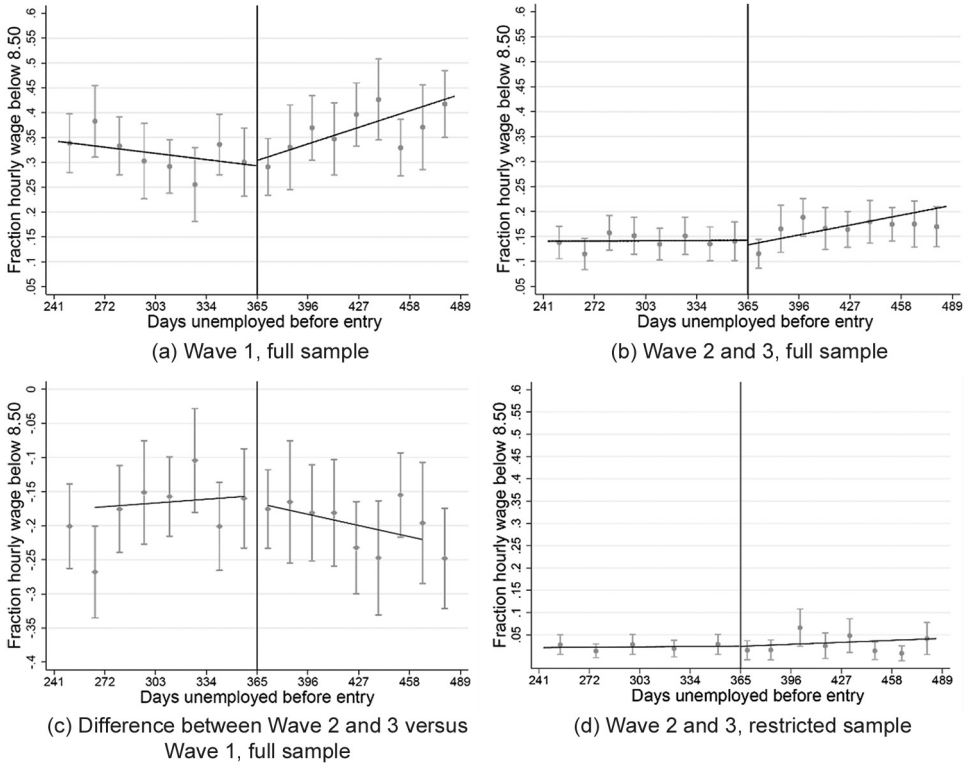 Fraction hourly wage below 8.50
.6
.55
.5
.45
.4
.35
.3
.25
.2
.15
.1
.05
241 272 303 334 365 396 427 458 489
Days unemployed before entry
(a) Wave 1, full sample
Fraction hourly wage below 8.50
.6
.55
.5
.45
.4
.35
.3
.25
.2
.15
.1
.05
241 272 303 334 365 396 427 458 489
Days unemployed before entry
(b) Wave 2 and 3, full sample
Fraction hourly wage below 8.50
0
-.05
-.1
-.15
-.2
-.25
-.3
-.35
-.4
241 272 303 334 365 396 427 458 489
Days unemployed before entry
(c) Difference between Wave 2 and 3 versus
Wave 1, full sample
Fraction hourly wage below 8.50
.6
.55
.5
.45
.4
.35
.3
.25
.2
.15
.1
.05
241 272 303 334 365 396 427 458 489
Days unemployed before entry
(d) Wave 2 and 3, restricted sample